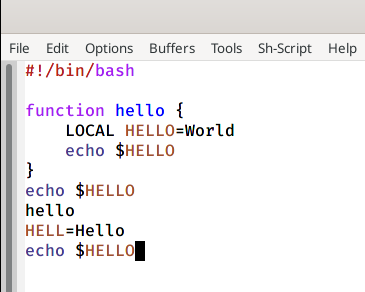 File Edit Options Buffers Tools Sh-Script Help
#!/bin/bash
function hello {
    LOCAL HELLO=World
    echo $HELLO
}
echo $HELLO
hello
HELL=Hello
echo $HELLO